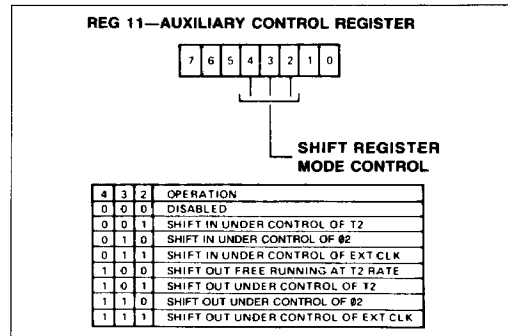 REG 11—AUXILIARY CONTROL REGISTER
7 6 5 4 3 2 1 0
SHIFT REGISTER
MODE CONTROL
4 3 2 OPERATION
0 0 0 DISABLED
0 0 1 SHIFT IN UNDER CONTROL OF T2
0 1 0 SHIFT IN UNDER CONTROL OF Ø2
0 1 1 SHIFT IN UNDER CONTROL OF EXT CLK
1 0 0 SHIFT OUT FREE RUNNING AT T2 RATE
1 0 1 SHIFT OUT UNDER CONTROL OF T2
1 1 0 SHIFT OUT UNDER CONTROL OF Ø2
1 1 1 SHIFT OUT UNDER CONTROL OF EXT CLK